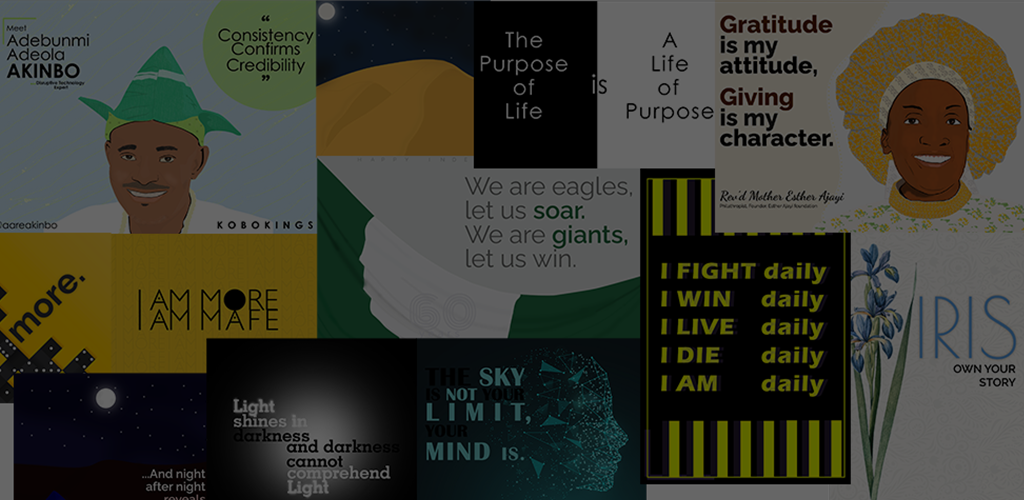 Meet
Adebunmi
Adeola
AKINBO
Disruptive Technology
Expert
“
Consistency
Confirms
Credibility
”
@aareakinbo
KOBOKINGS
The
Purpose
of
Life
is
A
Life
of
Purpose
Gratitude
is my
attitude,
Giving
is my
character.
Rev'd Mother Esther Ajayi
Philanthropist, Founder Esther Ajayi foundation
We are eagles,
let us soar.
We are giants,
let us win.
60
more.
I AM MORE
I AM MAFE
I FIGHT daily
I WIN daily
I LIVE daily
I DIE daily
I AM daily
IRIS
OWN YOUR
STORY
Light
shines in
darkness
and darkness
cannot
comprehend
Light
THE SKY
IS NOT YOUR
LIMIT,
YOUR
MIND IS.
...And night
after night
reveals